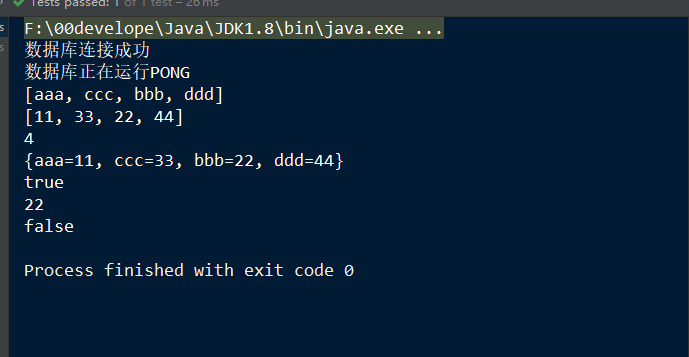 Tests passed: 1 of 1 test – 26 ms
F:\00develope\Java\JDK1.8\bin\java.exe ...
数据库连接成功
数据库正在运行PONG
[aaa, ccc, bbb, ddd]
[11, 33, 22, 44]
4
{aaa=11, ccc=33, bbb=22, ddd=44}
true
22
false
Process finished with exit code 0